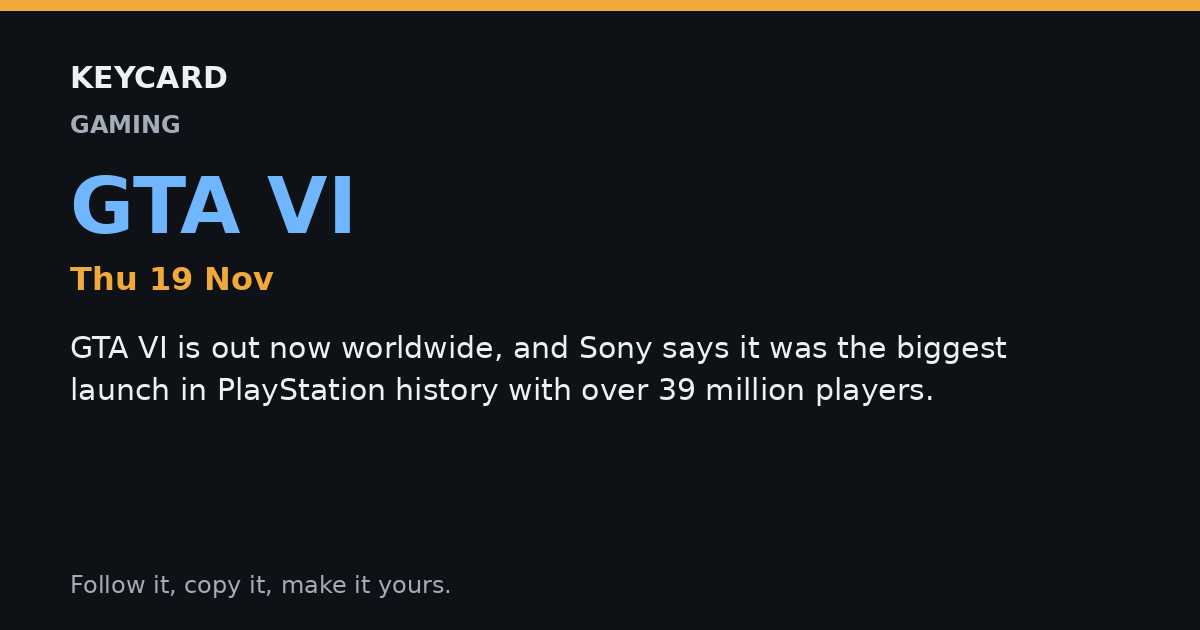 KEYCARD
GAMING
GTA VI
Thu 19 Nov
GTA VI is out now worldwide, and Sony says it was the biggest
launch in PlayStation history with over 39 million players.
Follow it, copy it, make it yours.